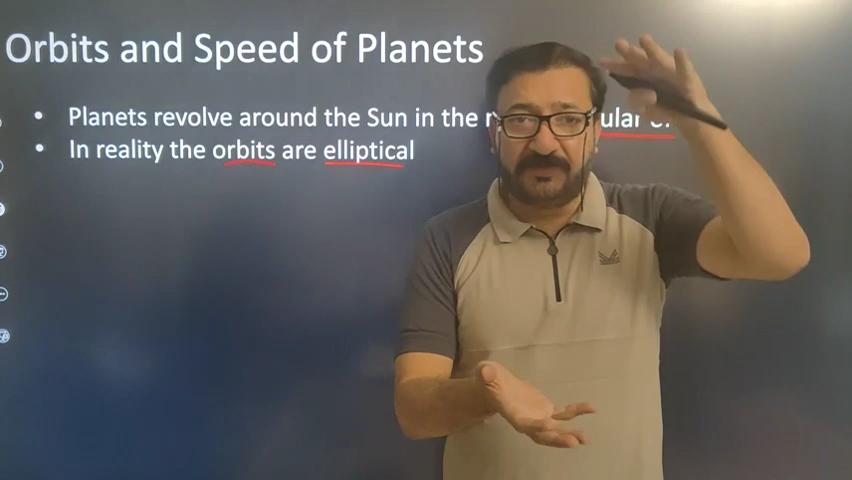 Orbits and Speed of Planets
• Planets revolve around the Sun in the
• In reality the orbits are elliptical